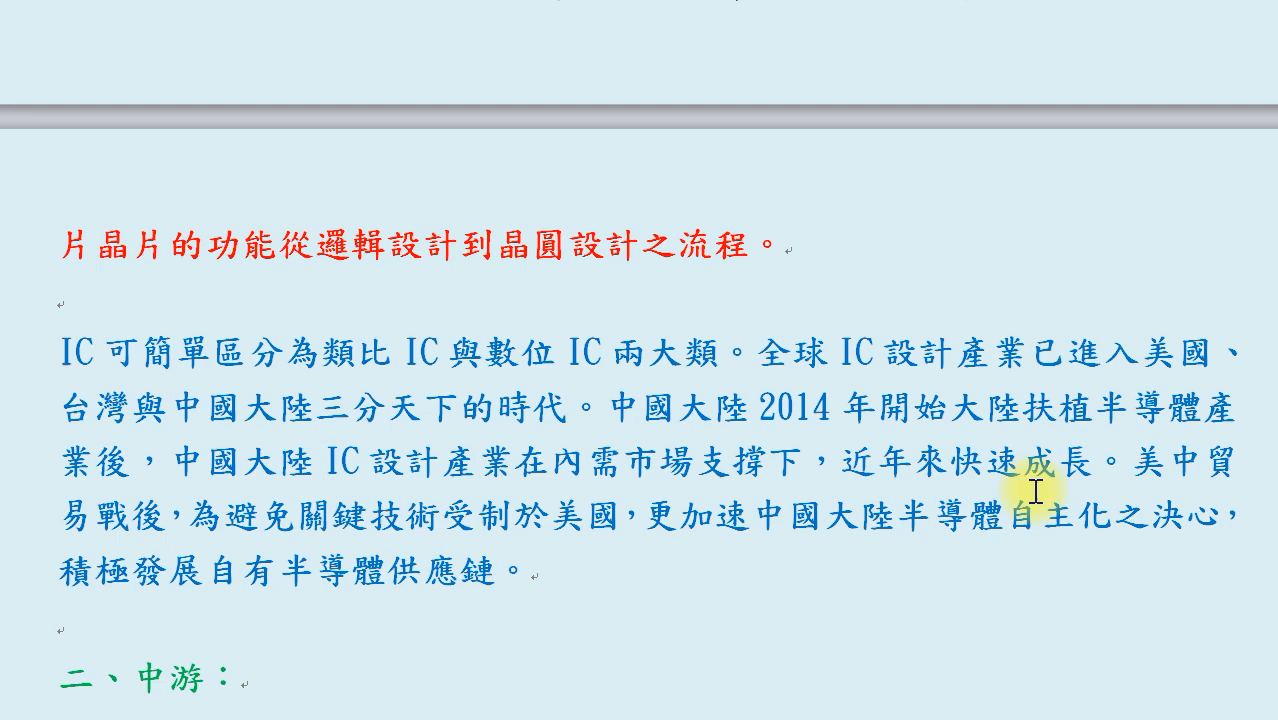 片晶片的功能從邏輯設計到晶圓設計之流程。
IC 可簡單區分為類比 IC 與數位 IC 兩大類。全球 IC 設計產業已進入美國、
台灣與中國大陸三分天下的時代。中國大陸 2014 年開始大陸扶植半導體產
業後，中國大陸 IC 設計產業在內需市場支撐下，近年來快速成長。美中貿
易戰後，為避免關鍵技術受制於美國，更加速中國大陸半導體自主化之決心，
積極發展自有半導體供應鏈。
二、中游：